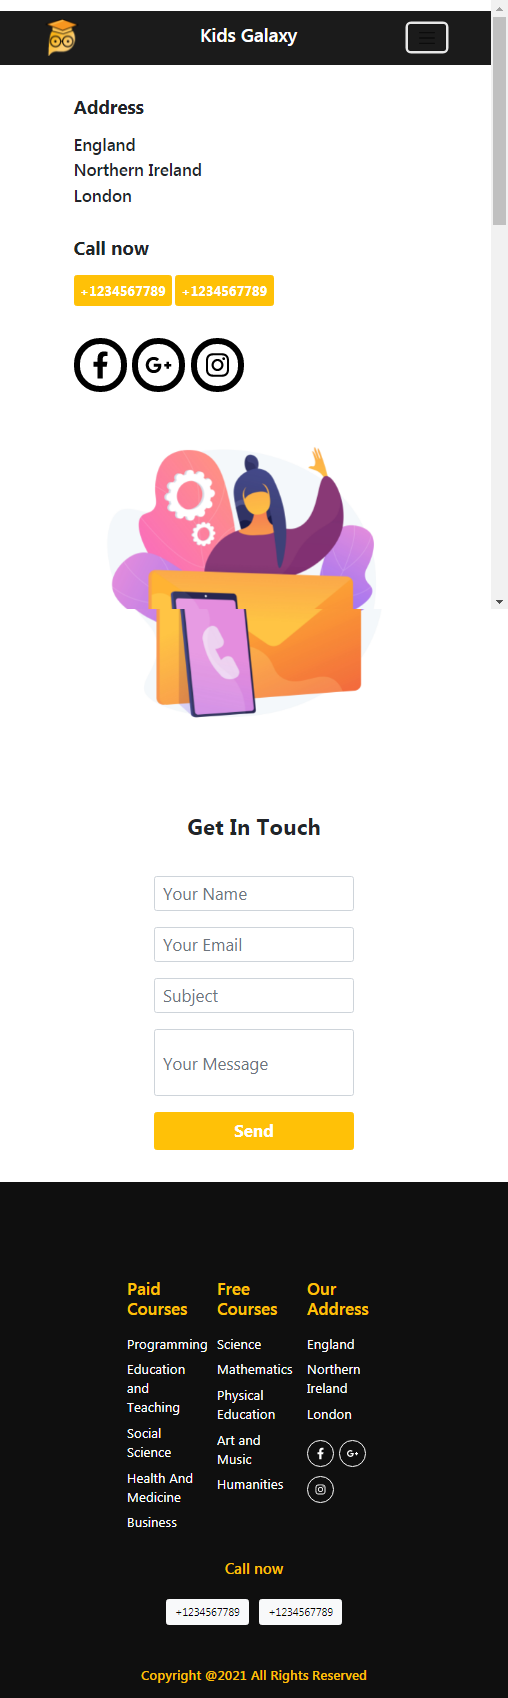 Kids Galaxy
Address
England
Northern Ireland
London
Call now
+1234567789 +1234567789
G+
Get In Touch
Your Name
Your Email
Subject
Your Message
Send
Paid
Courses
Programming
Education
and
Teaching
Social
Science
Health And
Medicine
Business
Free
Courses
Science
Mathematics
Physical
Education
Art and
Music
Humanities
Our
Address
England
Northern
Ireland
London
G+
Call now
+1234567789 +1234567789
Copyright @2021 All Rights Reserved